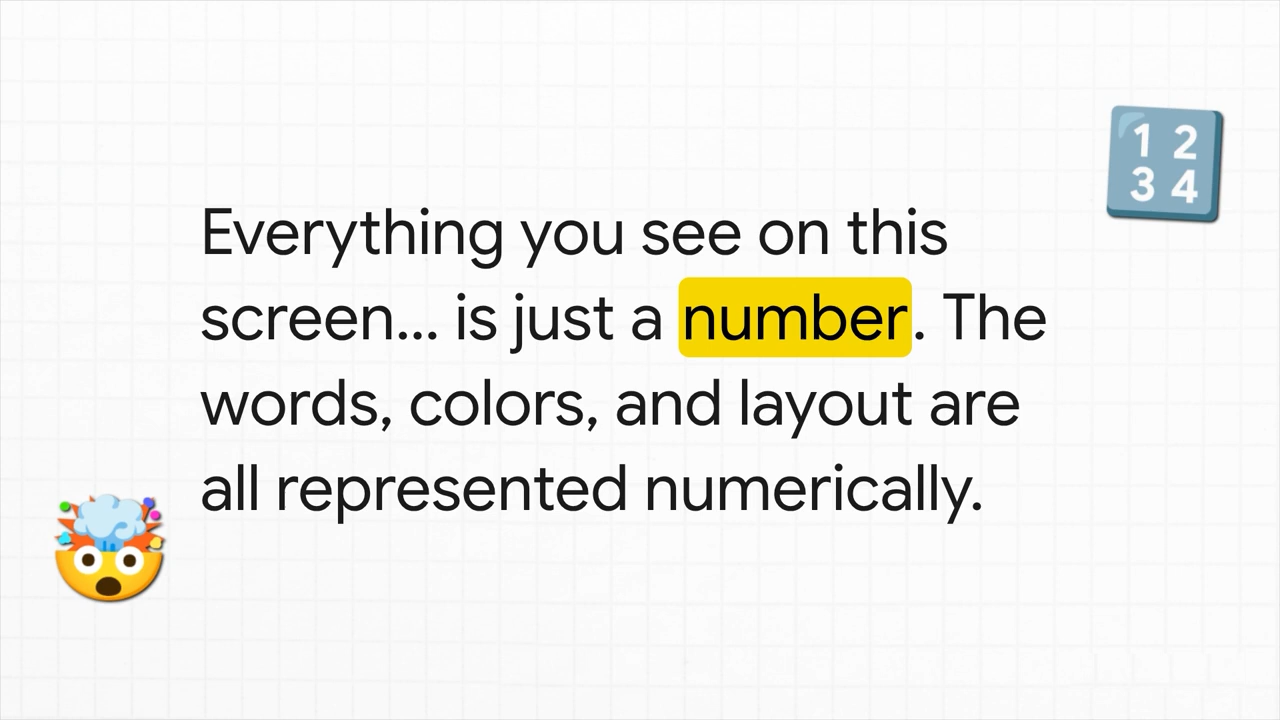 1 2
3 4
Everything you see on this
screen... is just a number. The
words, colors, and layout are
all represented numerically.